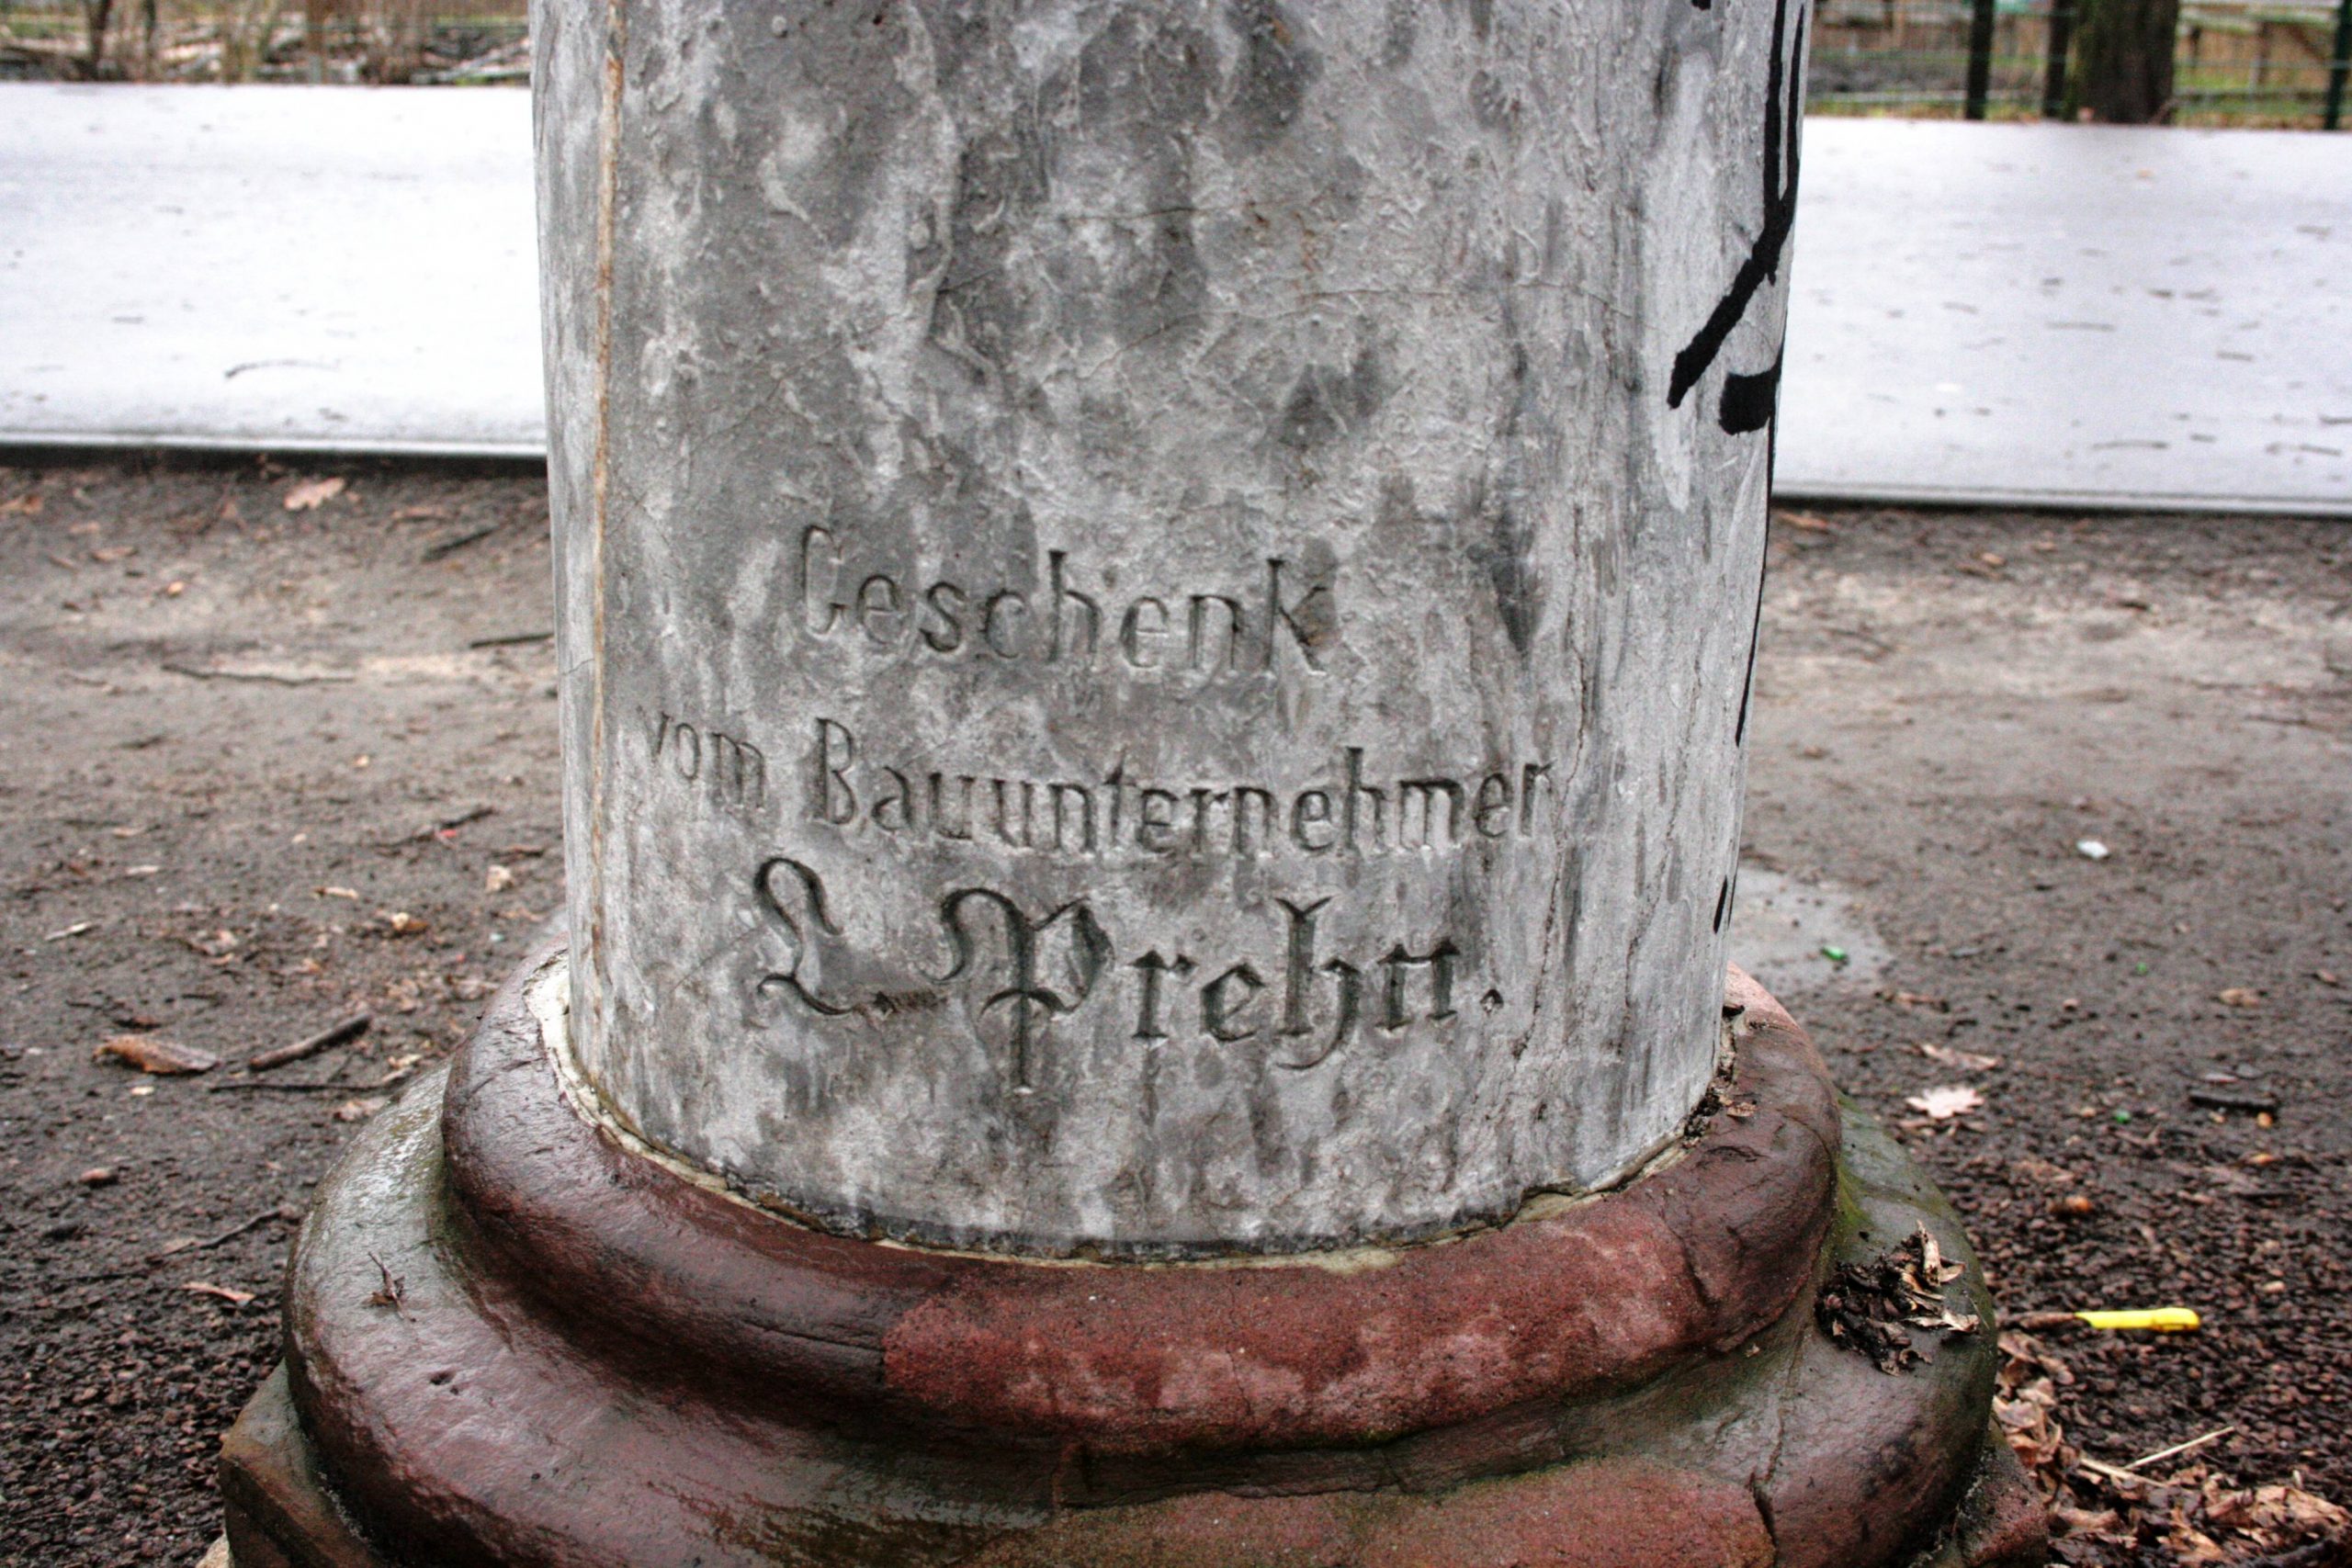 Geschenk
vom Bauunternehmer
L. Prehn.